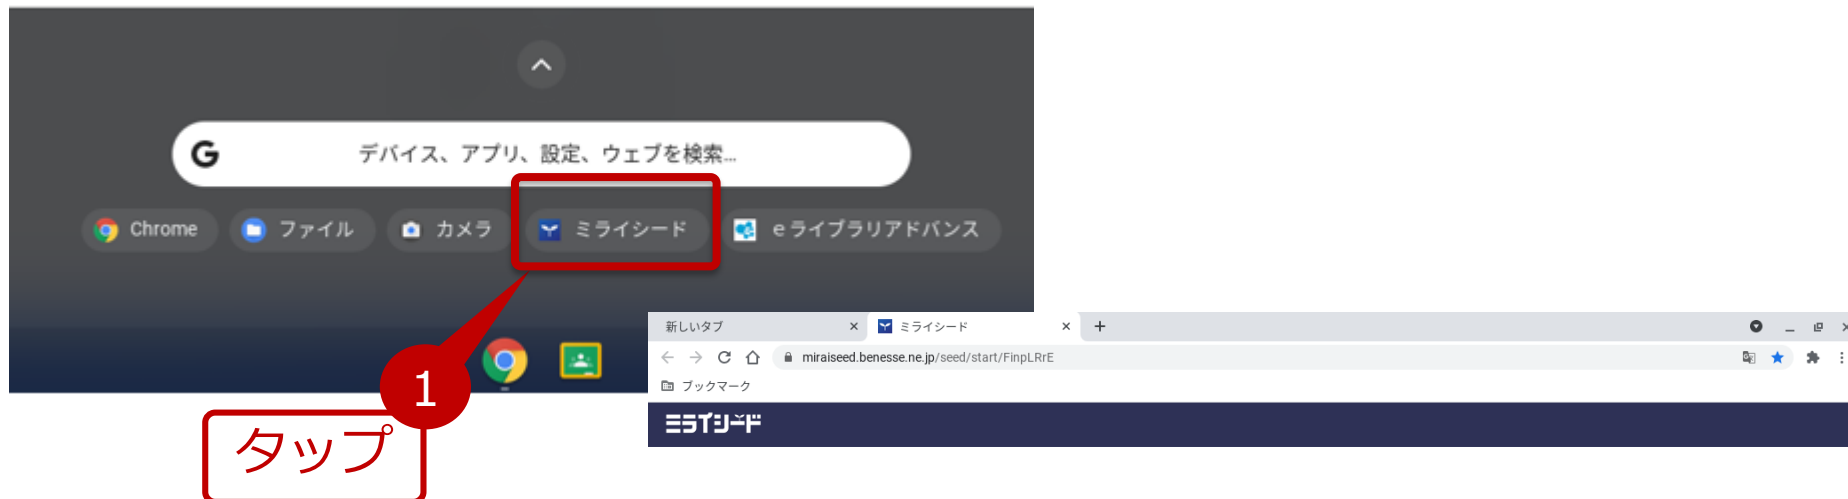 デバイス、アプリ、設定、ウェブを検索...
Chrome ファイル カメラ ミライシード eライブラリアドバンス
1
タップ
新しいタブ ミライシード
miraiseed.benesse.ne.jp/seed/start/FinpLRrE
ブックマーク
ミライシード